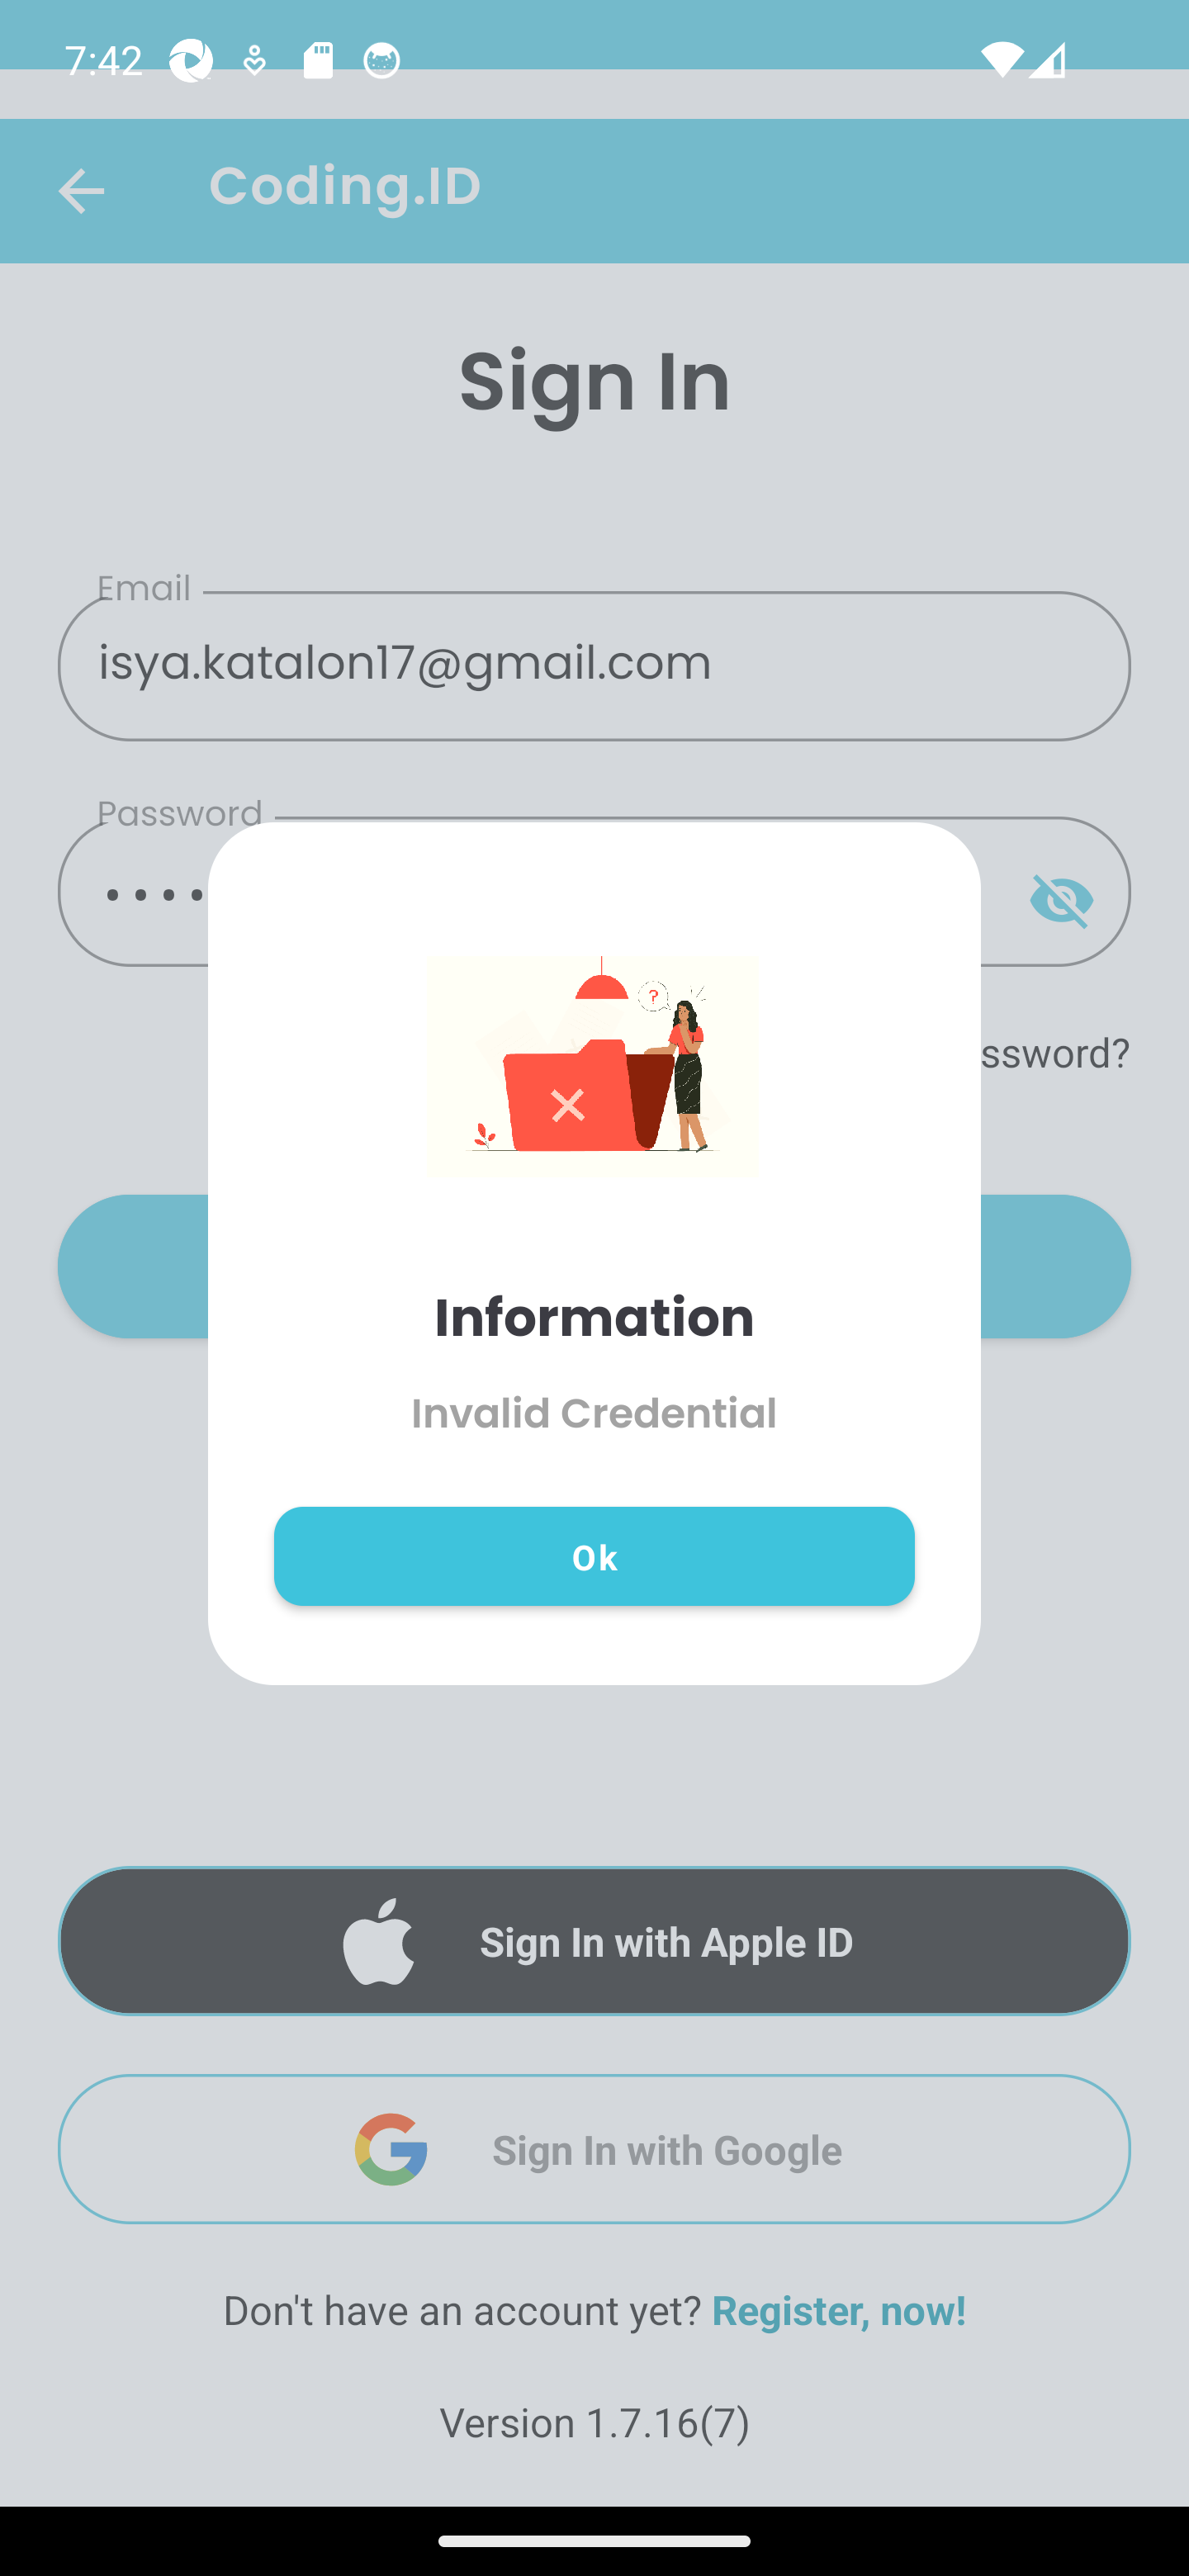 7:42
Coding.ID
Sign In
Email
isya.katalon17@gmail.com
Password
ssword?
?
Information
Invalid Credential
Ok
Sign In with Apple ID
Sign In with Google
Don't have an account yet? Register, now!
Version 1.7.16(7)